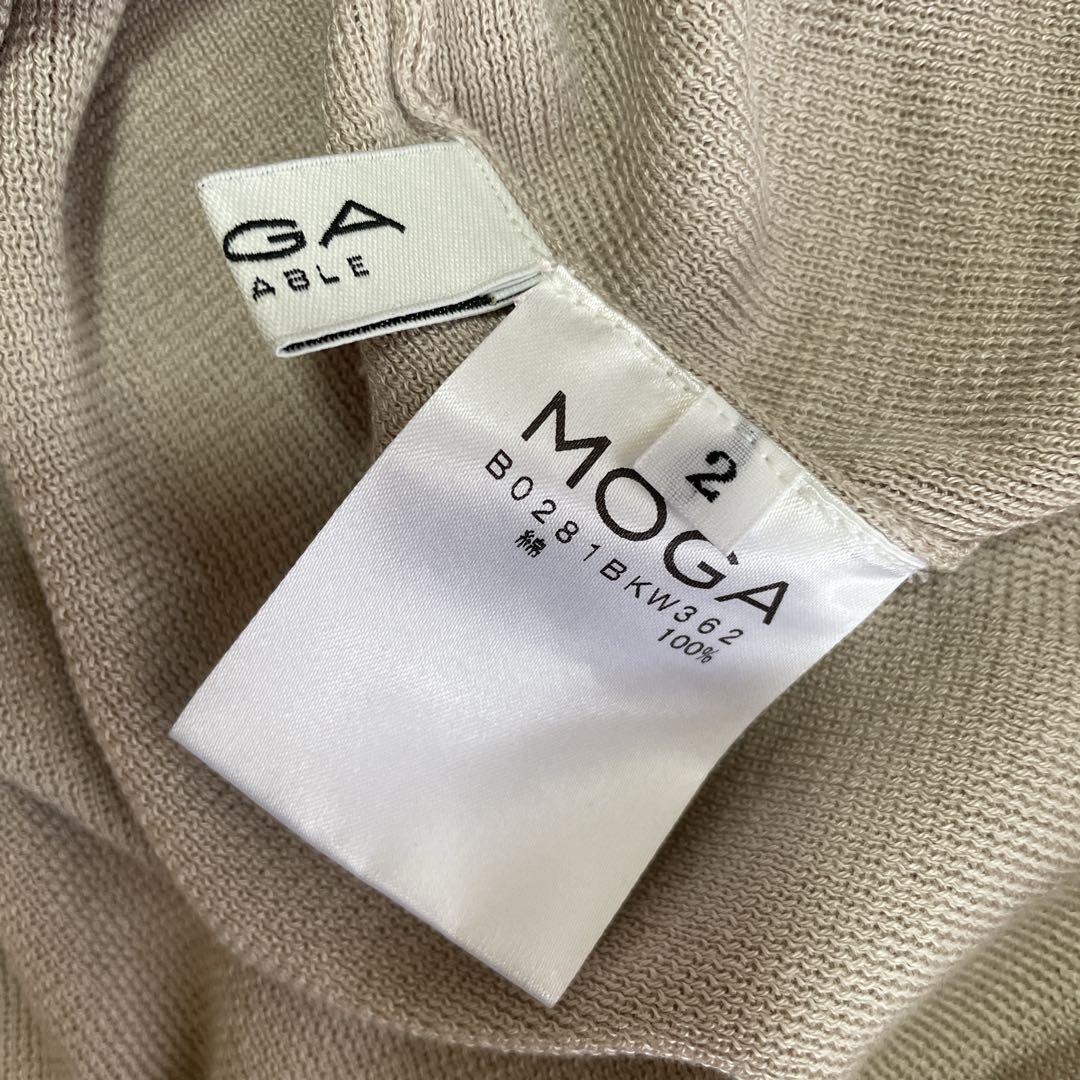 GA
ABLE
2
MOGA
B0281BKW362
綿 100%